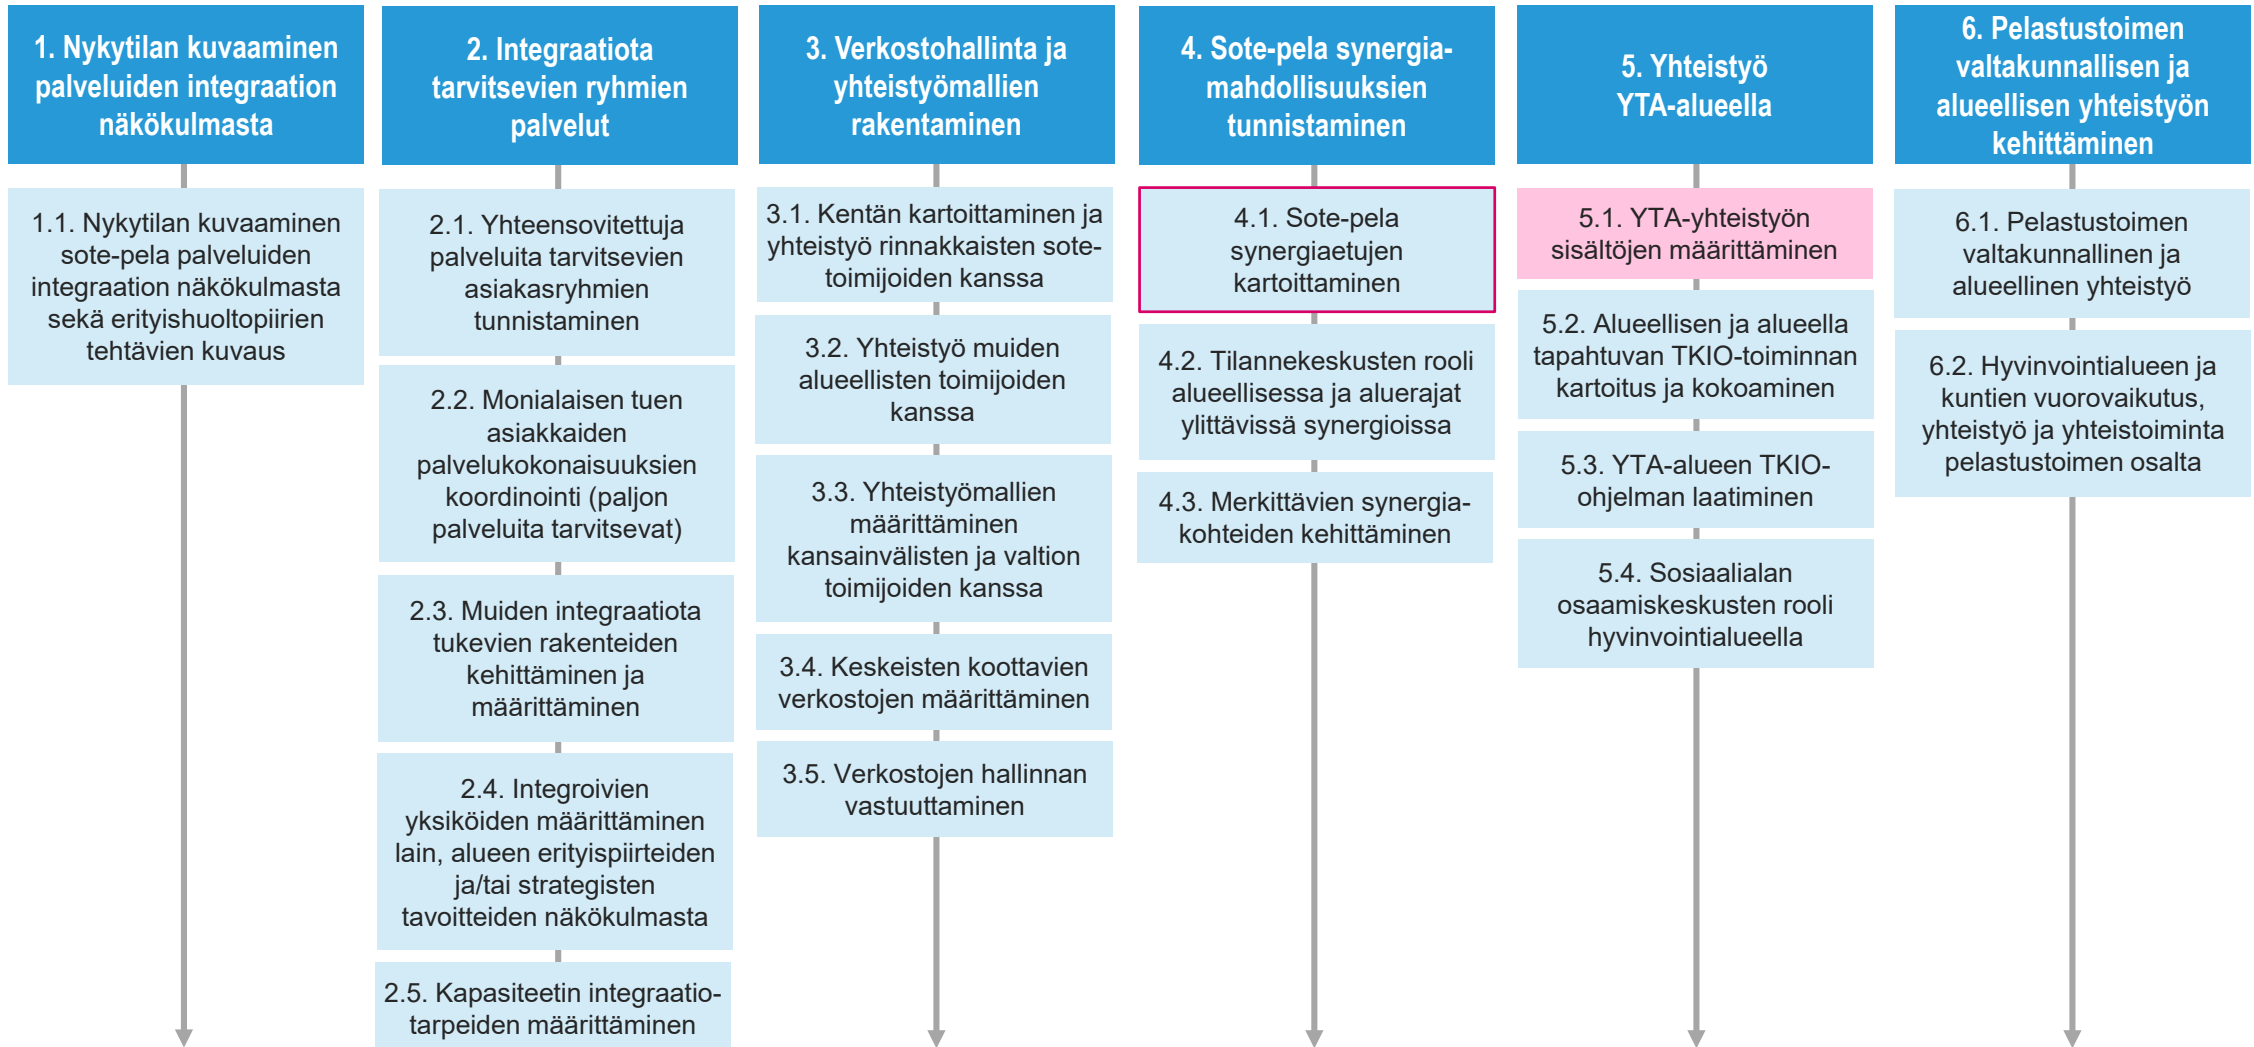 1. Nykytilan kuvaaminen
palveluiden integraation
näkökulmasta
1.1. Nykytilan kuvaaminen
sote-pela palveluiden
integraation näkökulmasta
sekä erityishuoltopiirien
tehtävien kuvaus
2. Integraatiota
tarvitsevien ryhmien
palvelut
2.1. Yhteensovitettuja
palveluita tarvitsevien
asiakasryhmien
tunnistaminen
2.2. Monialaisen tuen
asiakkaiden
palvelukokonaisuuksien
koordinointi (paljon
palveluita tarvitsevat)
2.3. Muiden integraatiota
tukevien rakenteiden
kehittäminen ja
määrittäminen
2.4. Integroivien
yksiköiden määrittäminen
lain, alueen erityispiirteiden
ja/tai strategisten
tavoitteiden näkökulmasta
2.5. Kapasiteetin integraatio-
tarpeiden määrittäminen
3. Verkostohallinta ja
yhteistyömallien
rakentaminen
3.1. Kentän kartoittaminen ja
yhteistyö rinnakkaisten sote-
toimijoiden kanssa
3.2. Yhteistyö muiden
alueellisten toimijoiden
kanssa
3.3. Yhteistyömallien
määrittäminen
kansainvälisten ja valtion
toimijoiden kanssa
3.4. Keskeisten koottavien
verkostojen määrittäminen
3.5. Verkostojen hallinnan
vastuuttaminen
4. Sote-pela synergia-
mahdollisuuksien
tunnistaminen
4.1. Sote-pela
synergiaetujen
kartoittaminen
4.2. Tilannekeskusten rooli
alueellisessa ja aluerajat
ylittävissä synergioissa
4.3. Merkittävien synergia-
kohteiden kehittäminen
5. Yhteistyö
YTA-alueella
5.1. YTA-yhteistyön
sisältöjen määrittäminen
5.2. Alueellisen ja alueella
tapahtuvan TKIO-toiminnan
kartoitus ja kokoaminen
5.3. YTA-alueen TKIO-
ohjelman laatiminen
5.4. Sosiaalialan
osaamiskeskusten rooli
hyvinvointialueella
6. Pelastustoimen
valtakunnallisen ja
alueellisen yhteistyön
kehittäminen
6.1. Pelastustoimen
valtakunnallinen ja
alueellinen yhteistyö
6.2. Hyvinvointialueen ja
kuntien vuorovaikutus,
yhteistyö ja yhteistoiminta
pelastustoimen osalta